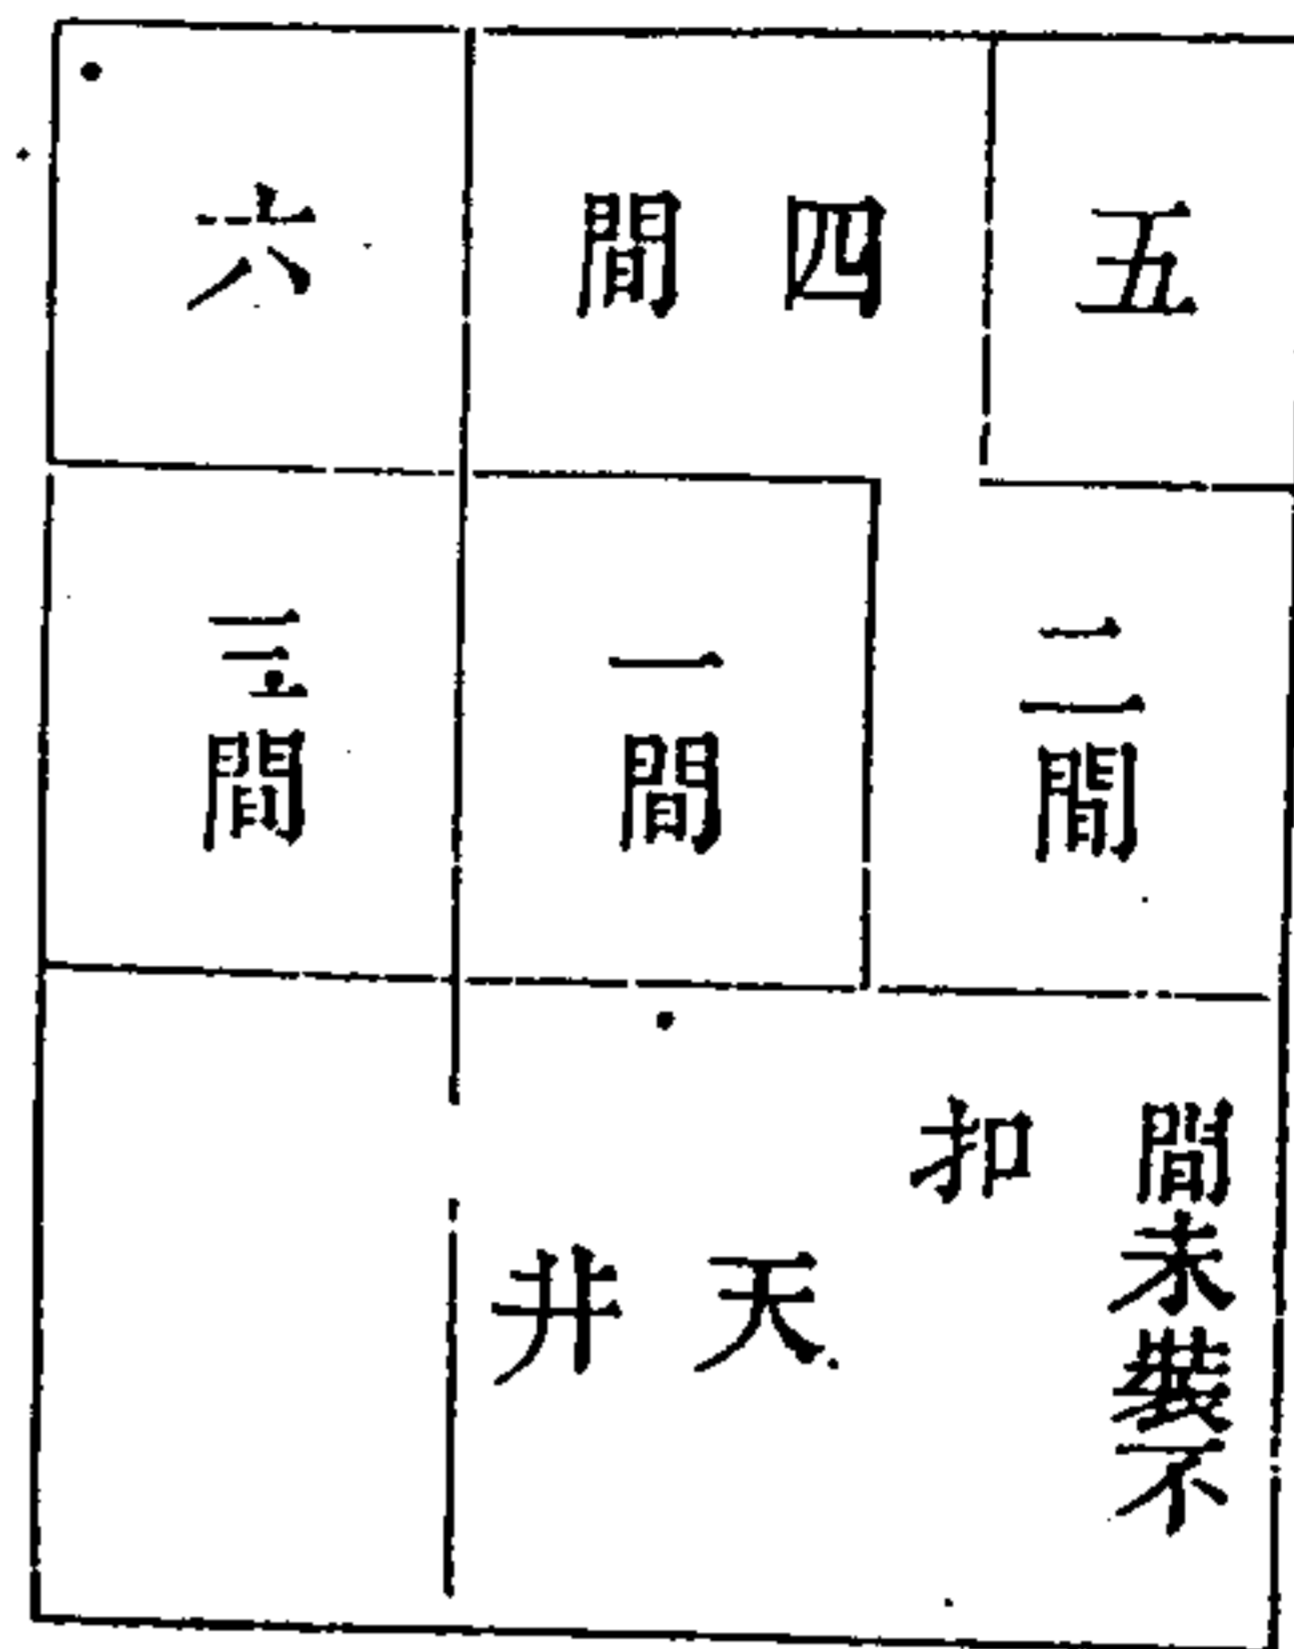 五
四間
六
二間
一間
三間
間未裝不
扣
天井